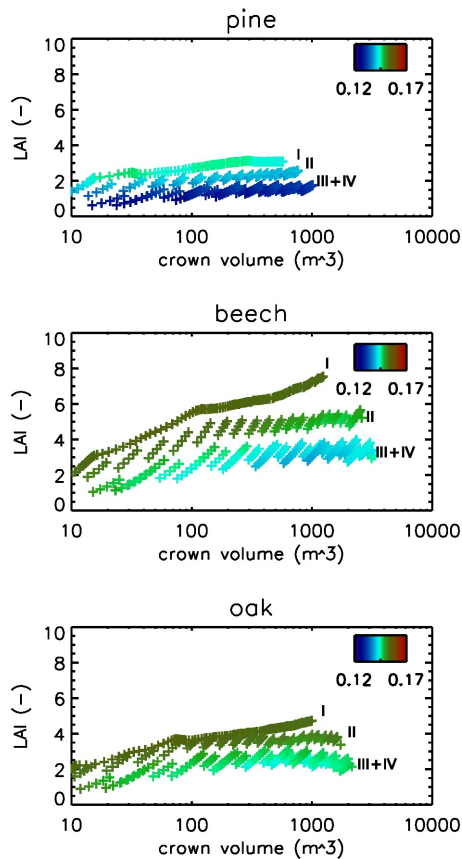 pine
10
8
6
4
2
0
LAI (–)
0.12 0.17
I
II
III+IV
10 100 1000 10000
crown volume (m^3)
beech
10
8
6
4
2
0
LAI (–)
0.12 0.17
I
II
III+IV
10 100 1000 10000
crown volume (m^3)
oak
10
8
6
4
2
0
LAI (–)
0.12 0.17
I
II
III+IV
10 100 1000 10000
crown volume (m^3)